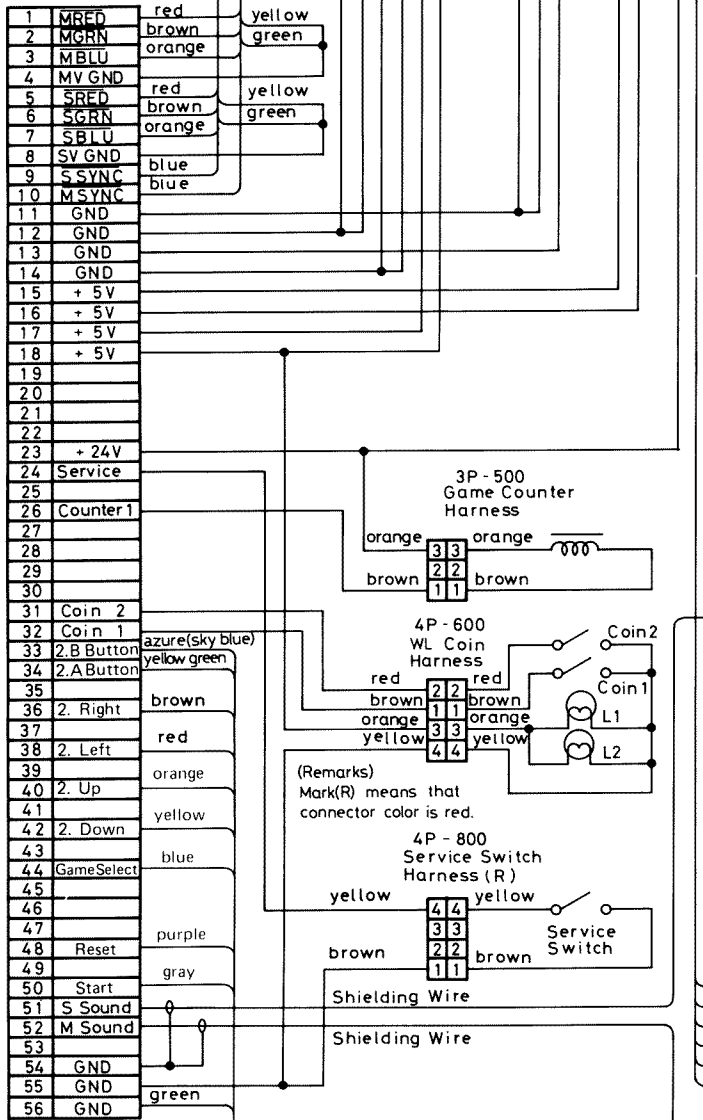 1 MRED red yellow
2 MGRN brown green
3 MBLU orange
4 MV GND
5 SRED red yellow
6 SGRN brown green
7 SBLU orange
8 SV GND
9 SSYNC blue
10 MSYNC blue
11 GND
12 GND
13 GND
14 GND
15 + 5V
16 + 5V
17 + 5V
18 + 5V
19
20
21
22
23 + 24V
24 Service
25
26 Counter1
27
28
29
30
31 Coin 2
32 Coin 1
33 2.B Button azure(sky blue)
34 2.A Button yellow green
35
36 2. Right brown
37
38 2. Left red
39
40 2. Up orange
41
42 2. Down yellow
43
44 GameSelect blue
45
46
47
48 Reset purple
49
50 Start gray
51 S Sound
52 M Sound
53
54 GND
55 GND
56 GND green
3P-500
Game Counter
Harness
orange 3 3 orange
2 2
brown 1 1 brown
4P-600
WL Coin
Harness
Coin2
red 2 2 red
Coin1
brown 1 1 brown
orange 3 3 orange L1
yellow 4 4 yellow L2
(Remarks)
Mark(R) means that
connector color is red.
4P-800
Service Switch
Harness (R)
yellow 4 4 yellow
3 3
2 2
brown 1 1 brown
Service
Switch
Shielding Wire
Shielding Wire